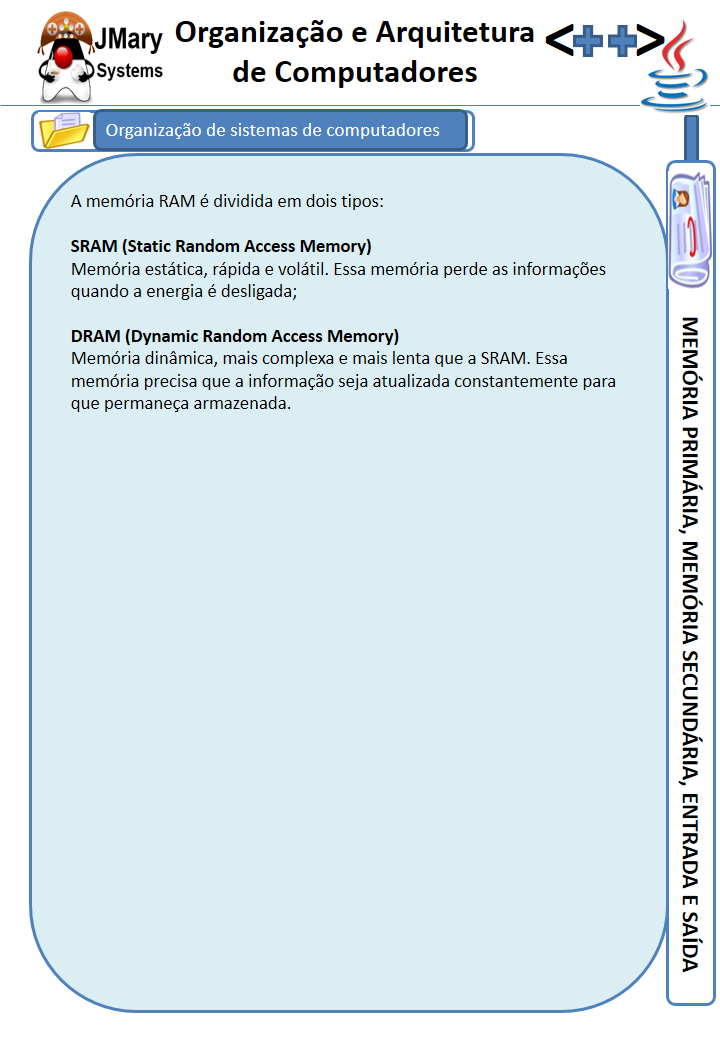 JMary
Systems
Organização e Arquitetura
de Computadores
<++>
Organização de sistemas de computadores
A memória RAM é dividida em dois tipos:
SRAM (Static Random Access Memory)
Memória estática, rápida e volátil. Essa memória perde as informações
quando a energia é desligada;
DRAM (Dynamic Random Access Memory)
Memória dinâmica, mais complexa e mais lenta que a SRAM. Essa
memória precisa que a informação seja atualizada constantemente para
que permaneça armazenada.
MEMÓRIA PRIMÁRIA, MEMÓRIA SECUNDÁRIA, ENTRADA E SAÍDA